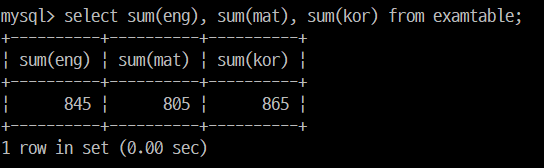 mysql> select sum(eng), sum(mat), sum(kor) from examtable;
+----------+----------+----------+
¦ sum(eng) ¦ sum(mat) ¦ sum(kor) ¦
+----------+----------+----------+
¦      845 ¦      805 ¦      865 ¦
+----------+----------+----------+
1 row in set (0.00 sec)